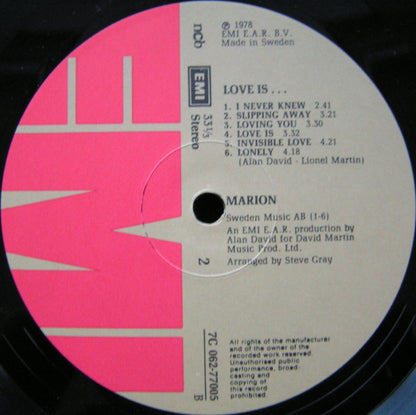 ℗ 1978
EMI E.A.R. B.V.
Made in Sweden
ncb
EMI
33⅓
Stereo
LOVE IS . . .
1. I NEVER KNEW 2.41
2. SLIPPING AWAY 3.21
3. LOVING YOU 3.30
4. LOVE IS 3.32
5. INVISIBLE LOVE 4.21
6. LONELY 4.18
(Alan David - Lionel Martin)
MARION
Sweden Music AB (1-6)
An EMI E.A.R. production by
Alan David for David Martin
Music Prod. Ltd.
Arranged by Steve Gray
2
7C 062-77005
B
All rights of the manufacturer
and of the owner of the
recorded work reserved.
Unauthorised public
performance, broad-
casting and
copying of
this record
prohibited.
EMI